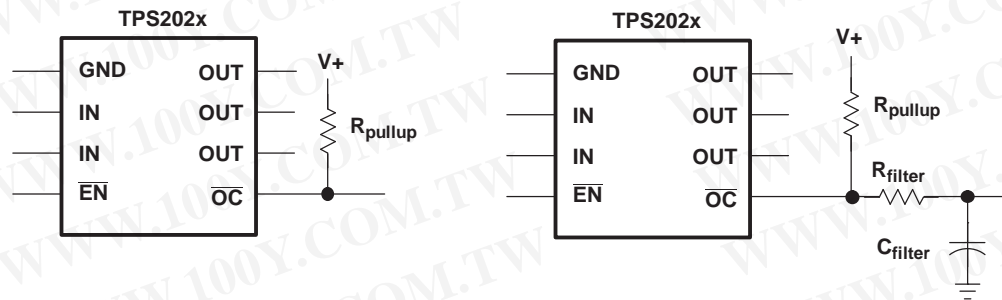 TPS202x
GND OUT
IN OUT
IN OUT
EN OC
V+
Rpullup
TPS202x
GND OUT
IN OUT
IN OUT
EN OC
V+
Rpullup
Rfilter
Cfilter
WWW.100Y.COM.TW